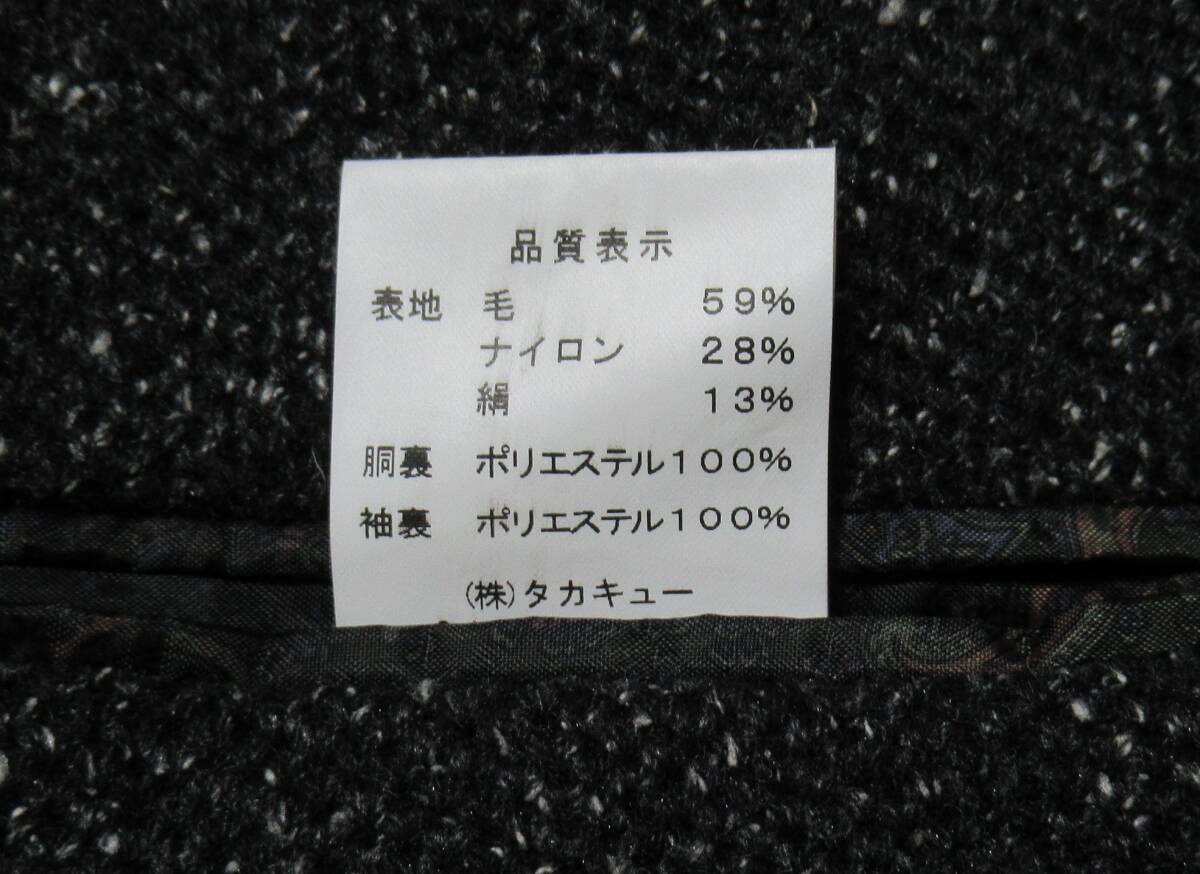 品質表示
表地 毛 59%
ナイロン 28%
絹 13%
胴裏 ポリエステル100%
袖裏 ポリエステル100%
(株)タカキュー